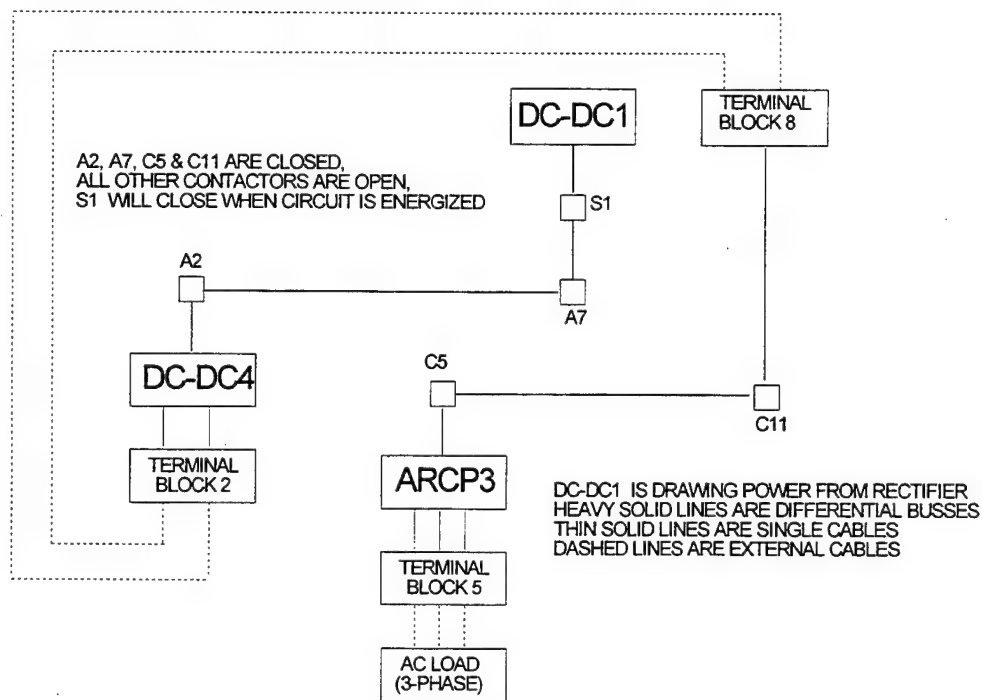 DC-DC1
TERMINAL
BLOCK 8
A2, A7, C5 & C11 ARE CLOSED,
ALL OTHER CONTACTORS ARE OPEN,
S1 WILL CLOSE WHEN CIRCUIT IS ENERGIZED
S1
A2
A7
DC-DC4
C5
C11
TERMINAL
BLOCK 2
ARCP3
DC-DC1 IS DRAWING POWER FROM RECTIFIER
HEAVY SOLID LINES ARE DIFFERENTIAL BUSSES
THIN SOLID LINES ARE SINGLE CABLES
DASHED LINES ARE EXTERNAL CABLES
TERMINAL
BLOCK 5
AC LOAD
(3-PHASE)